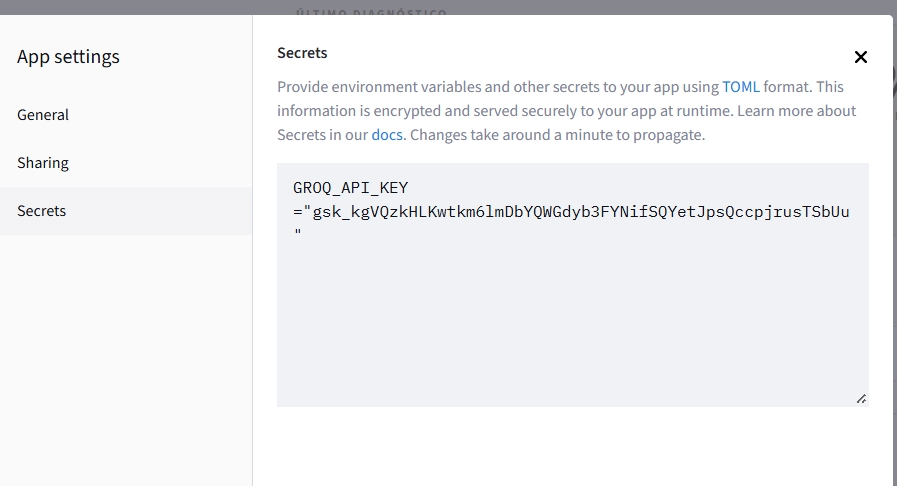 ÚLTIMO DIAGNÓSTICO
App settings
General
Sharing
Secrets
Secrets
Provide environment variables and other secrets to your app using TOML format. This
information is encrypted and served securely to your app at runtime. Learn more about
Secrets in our docs. Changes take around a minute to propagate.
GROQ_API_KEY
="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
"